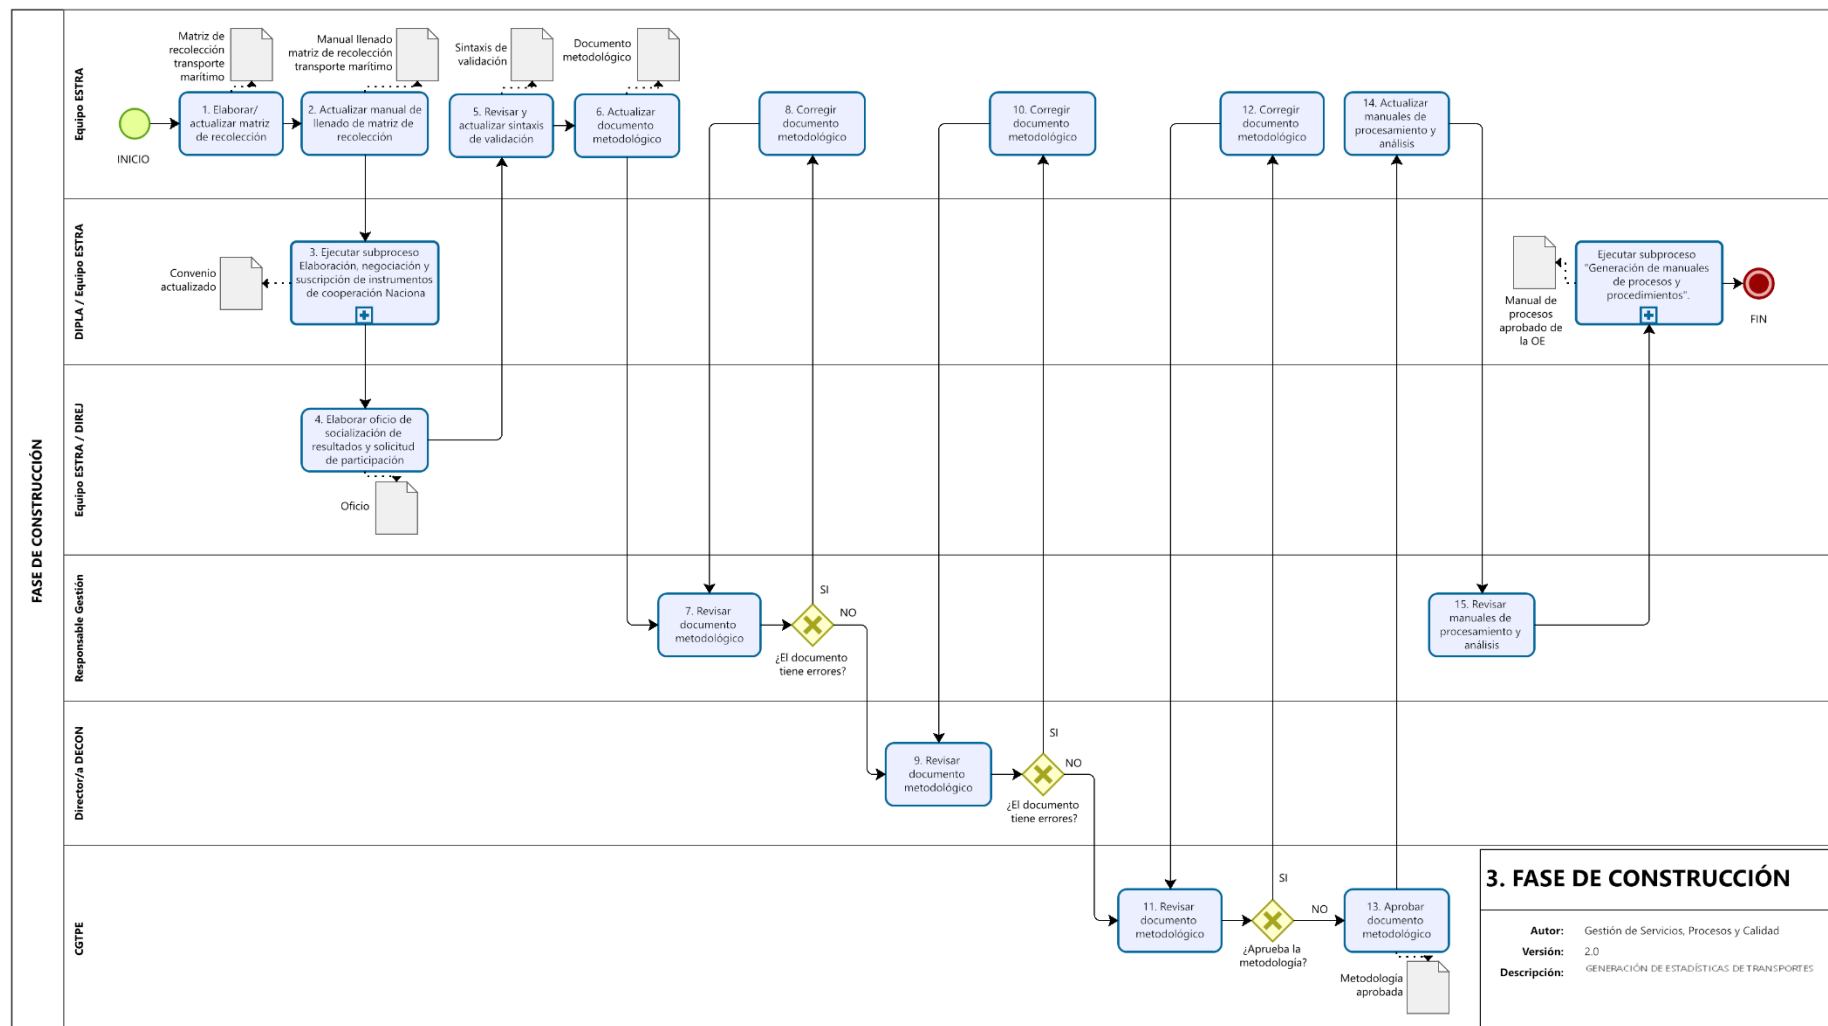 FASE DE CONSTRUCCIÓN
Equipo ESTRA
Matriz de
recolección
transporte
marítimo
Manual llenado
matriz de recolección
transporte marítimo
Sintaxis de
validación
Documento
metodológico
INICIO
1. Elaborar/
actualizar matriz
de recolección
2. Actualizar manual de
llenado de matriz de
recolección
5. Revisar y
actualizar sintaxis
de validación
6. Actualizar
documento
metodológico
8. Corregir
documento
metodológico
10. Corregir
documento
metodológico
12. Corregir
documento
metodológico
14. Actualizar
manuales de
procesamiento y
análisis
DIPLA / Equipo ESTRA
Convenio
actualizado
3. Ejecutar subproceso
Elaboración, negociación y
suscripción de instrumentos
de cooperación Naciona
Manual de
procesos
aprobado de
la OE
Ejecutar subproceso
"Generación de manuales
de procesos y
procedimientos".
FIN
Equipo ESTRA / DIREJ
4. Elaborar oficio de
socialización de
resultados y solicitud
de participación
Oficio
Responsable Gestión
7. Revisar
documento
metodológico
SI
NO
¿El documento
tiene errores?
15. Revisar
manuales de
procesamiento y
análisis
Director/a DECON
9. Revisar
documento
metodológico
SI
NO
¿El documento
tiene errores?
CGTPE
11. Revisar
documento
metodológico
SI
NO
¿Aprueba la
metodología?
13. Aprobar
documento
metodológico
Metodología
aprobada
3. FASE DE CONSTRUCCIÓN
Autor: Gestión de Servicios, Procesos y Calidad
Versión: 2.0
Descripción: GENERACIÓN DE ESTADÍSTICAS DE TRANSPORTES